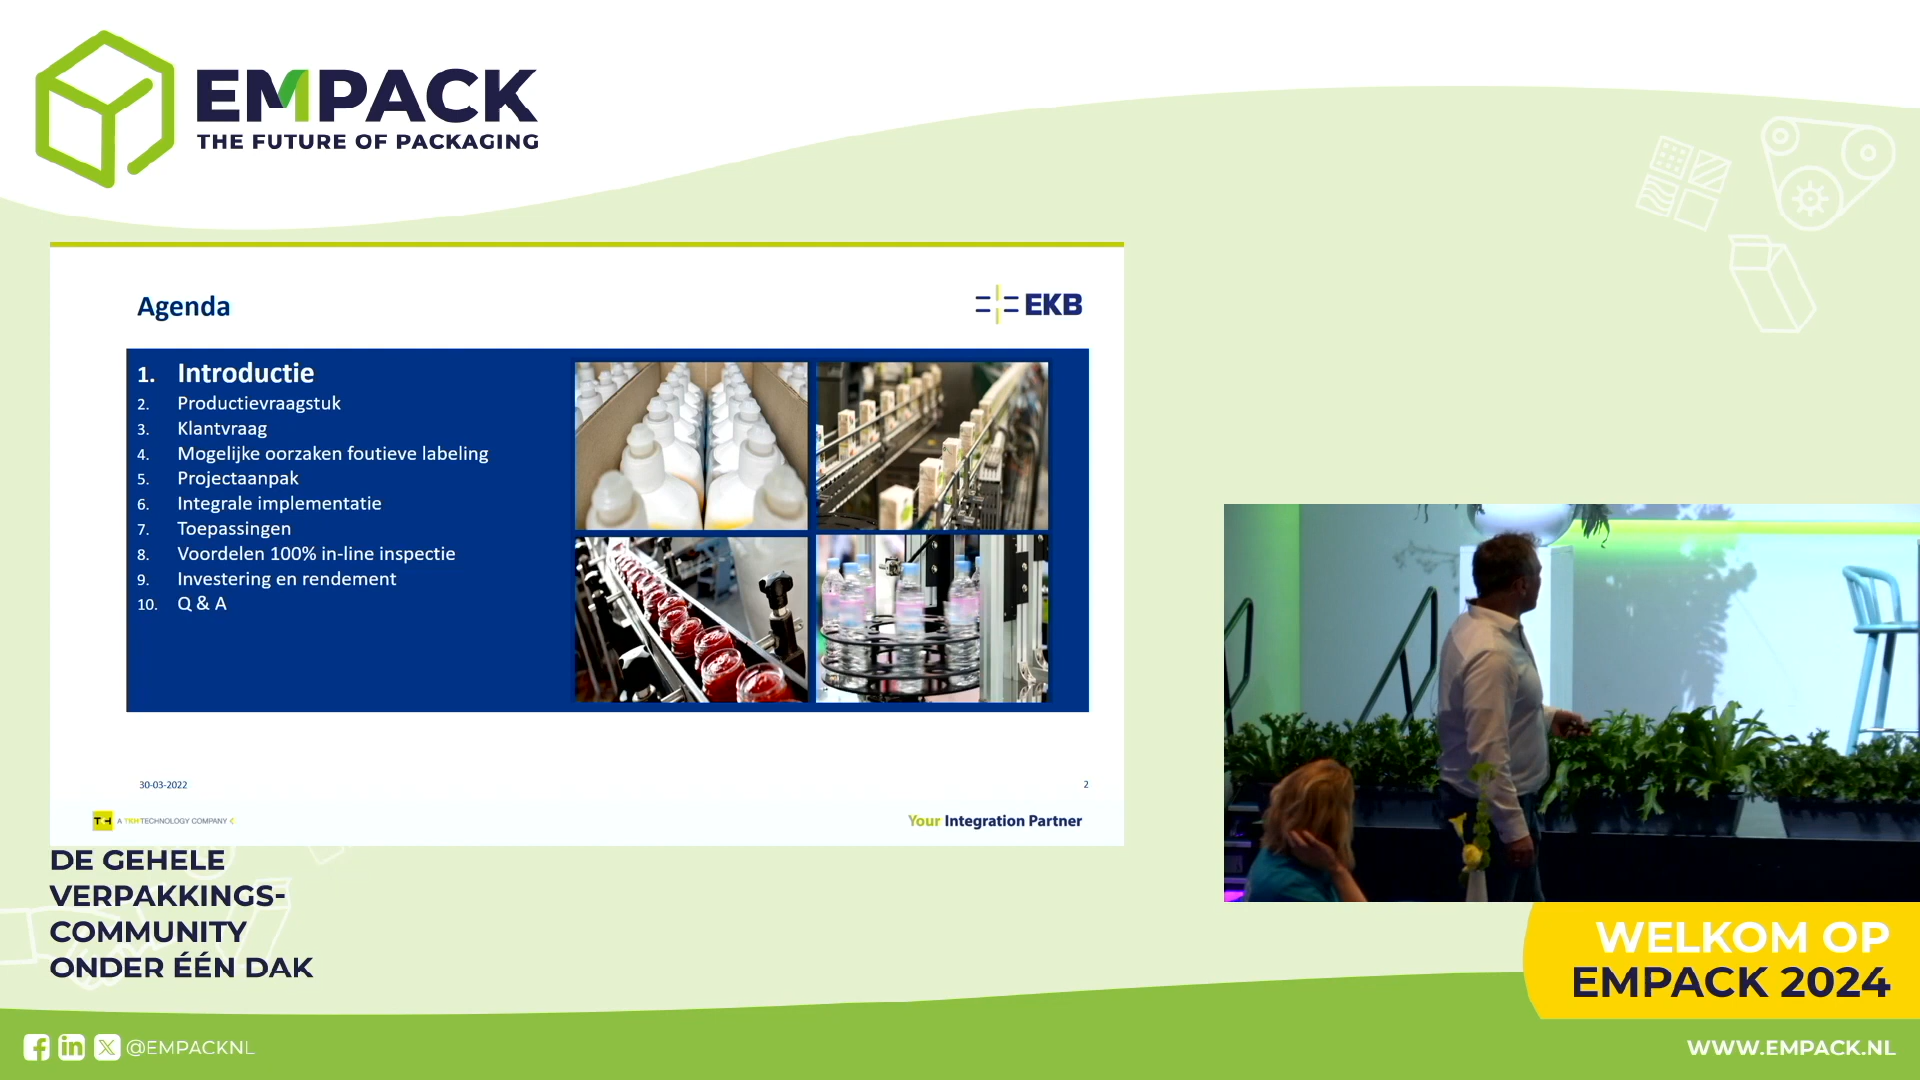 EMPACK
THE FUTURE OF PACKAGING
Agenda
EKB
1. Introductie
2. Productievraagstuk
3. Klantvraag
4. Mogelijke oorzaken foutieve labeling
5. Projectaanpak
6. Integrale implementatie
7. Toepassingen
8. Voordelen 100% in-line inspectie
9. Investering en rendement
10. Q & A
30-03-2022
2
A TKH TECHNOLOGY COMPANY
Your Integration Partner
DE GEHELE
VERPAKKINGS-
COMMUNITY
ONDER ÉÉN DAK
WELKOM OP
EMPACK 2024
@EMPACKNL
WWW.EMPACK.NL